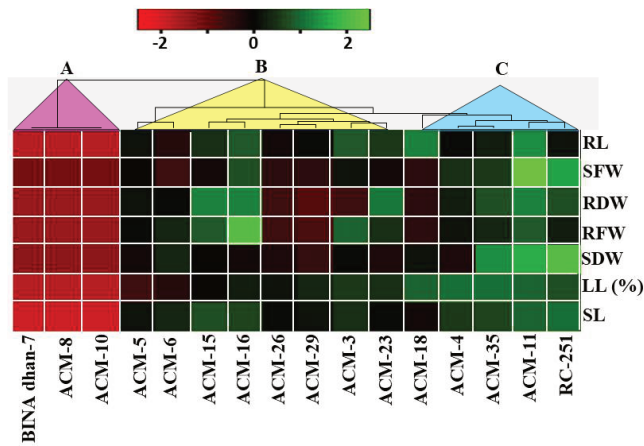 -2 0 2
A B C
RL
SFW
RDW
RFW
SDW
LL (%)
SL
BINA dhan-7
ACM-8
ACM-10
ACM-5
ACM-6
ACM-15
ACM-16
ACM-26
ACM-29
ACM-3
ACM-23
ACM-18
ACM-4
ACM-35
ACM-11
RC-251